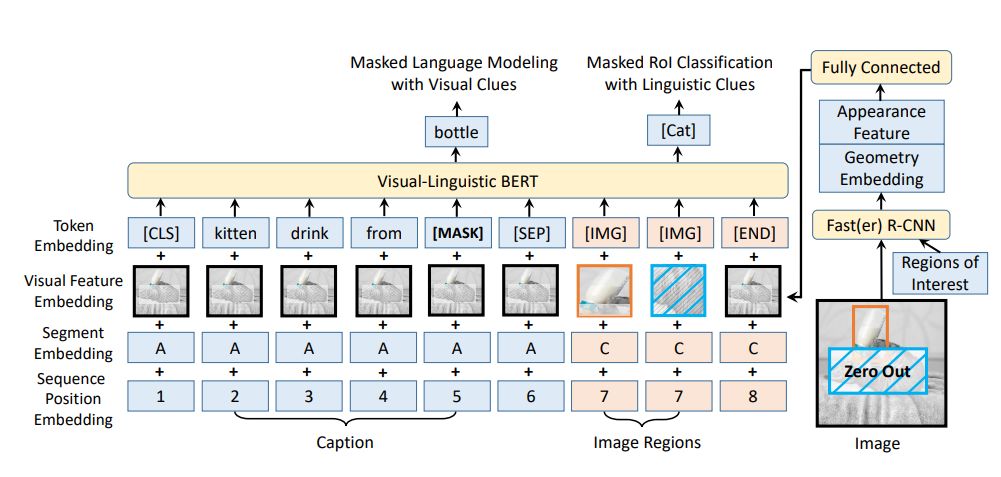 Masked Language Modeling
with Visual Clues
Masked RoI Classification
with Linguistic Clues
Fully Connected
Appearance
Feature
Geometry
Embedding
Fast(er) R-CNN
Regions of
Interest
Zero Out
Image
bottle
[Cat]
Visual-Linguistic BERT
Token
Embedding
[CLS] kitten drink from [MASK] [SEP] [IMG] [IMG] [END]
+ + + + + + + + +
Visual Feature
Embedding
+ + + + + + + + +
Segment
Embedding
A A A A A A C C C
+ + + + + + + + +
Sequence
Position
Embedding
1 2 3 4 5 6 7 7 8
Caption
Image Regions